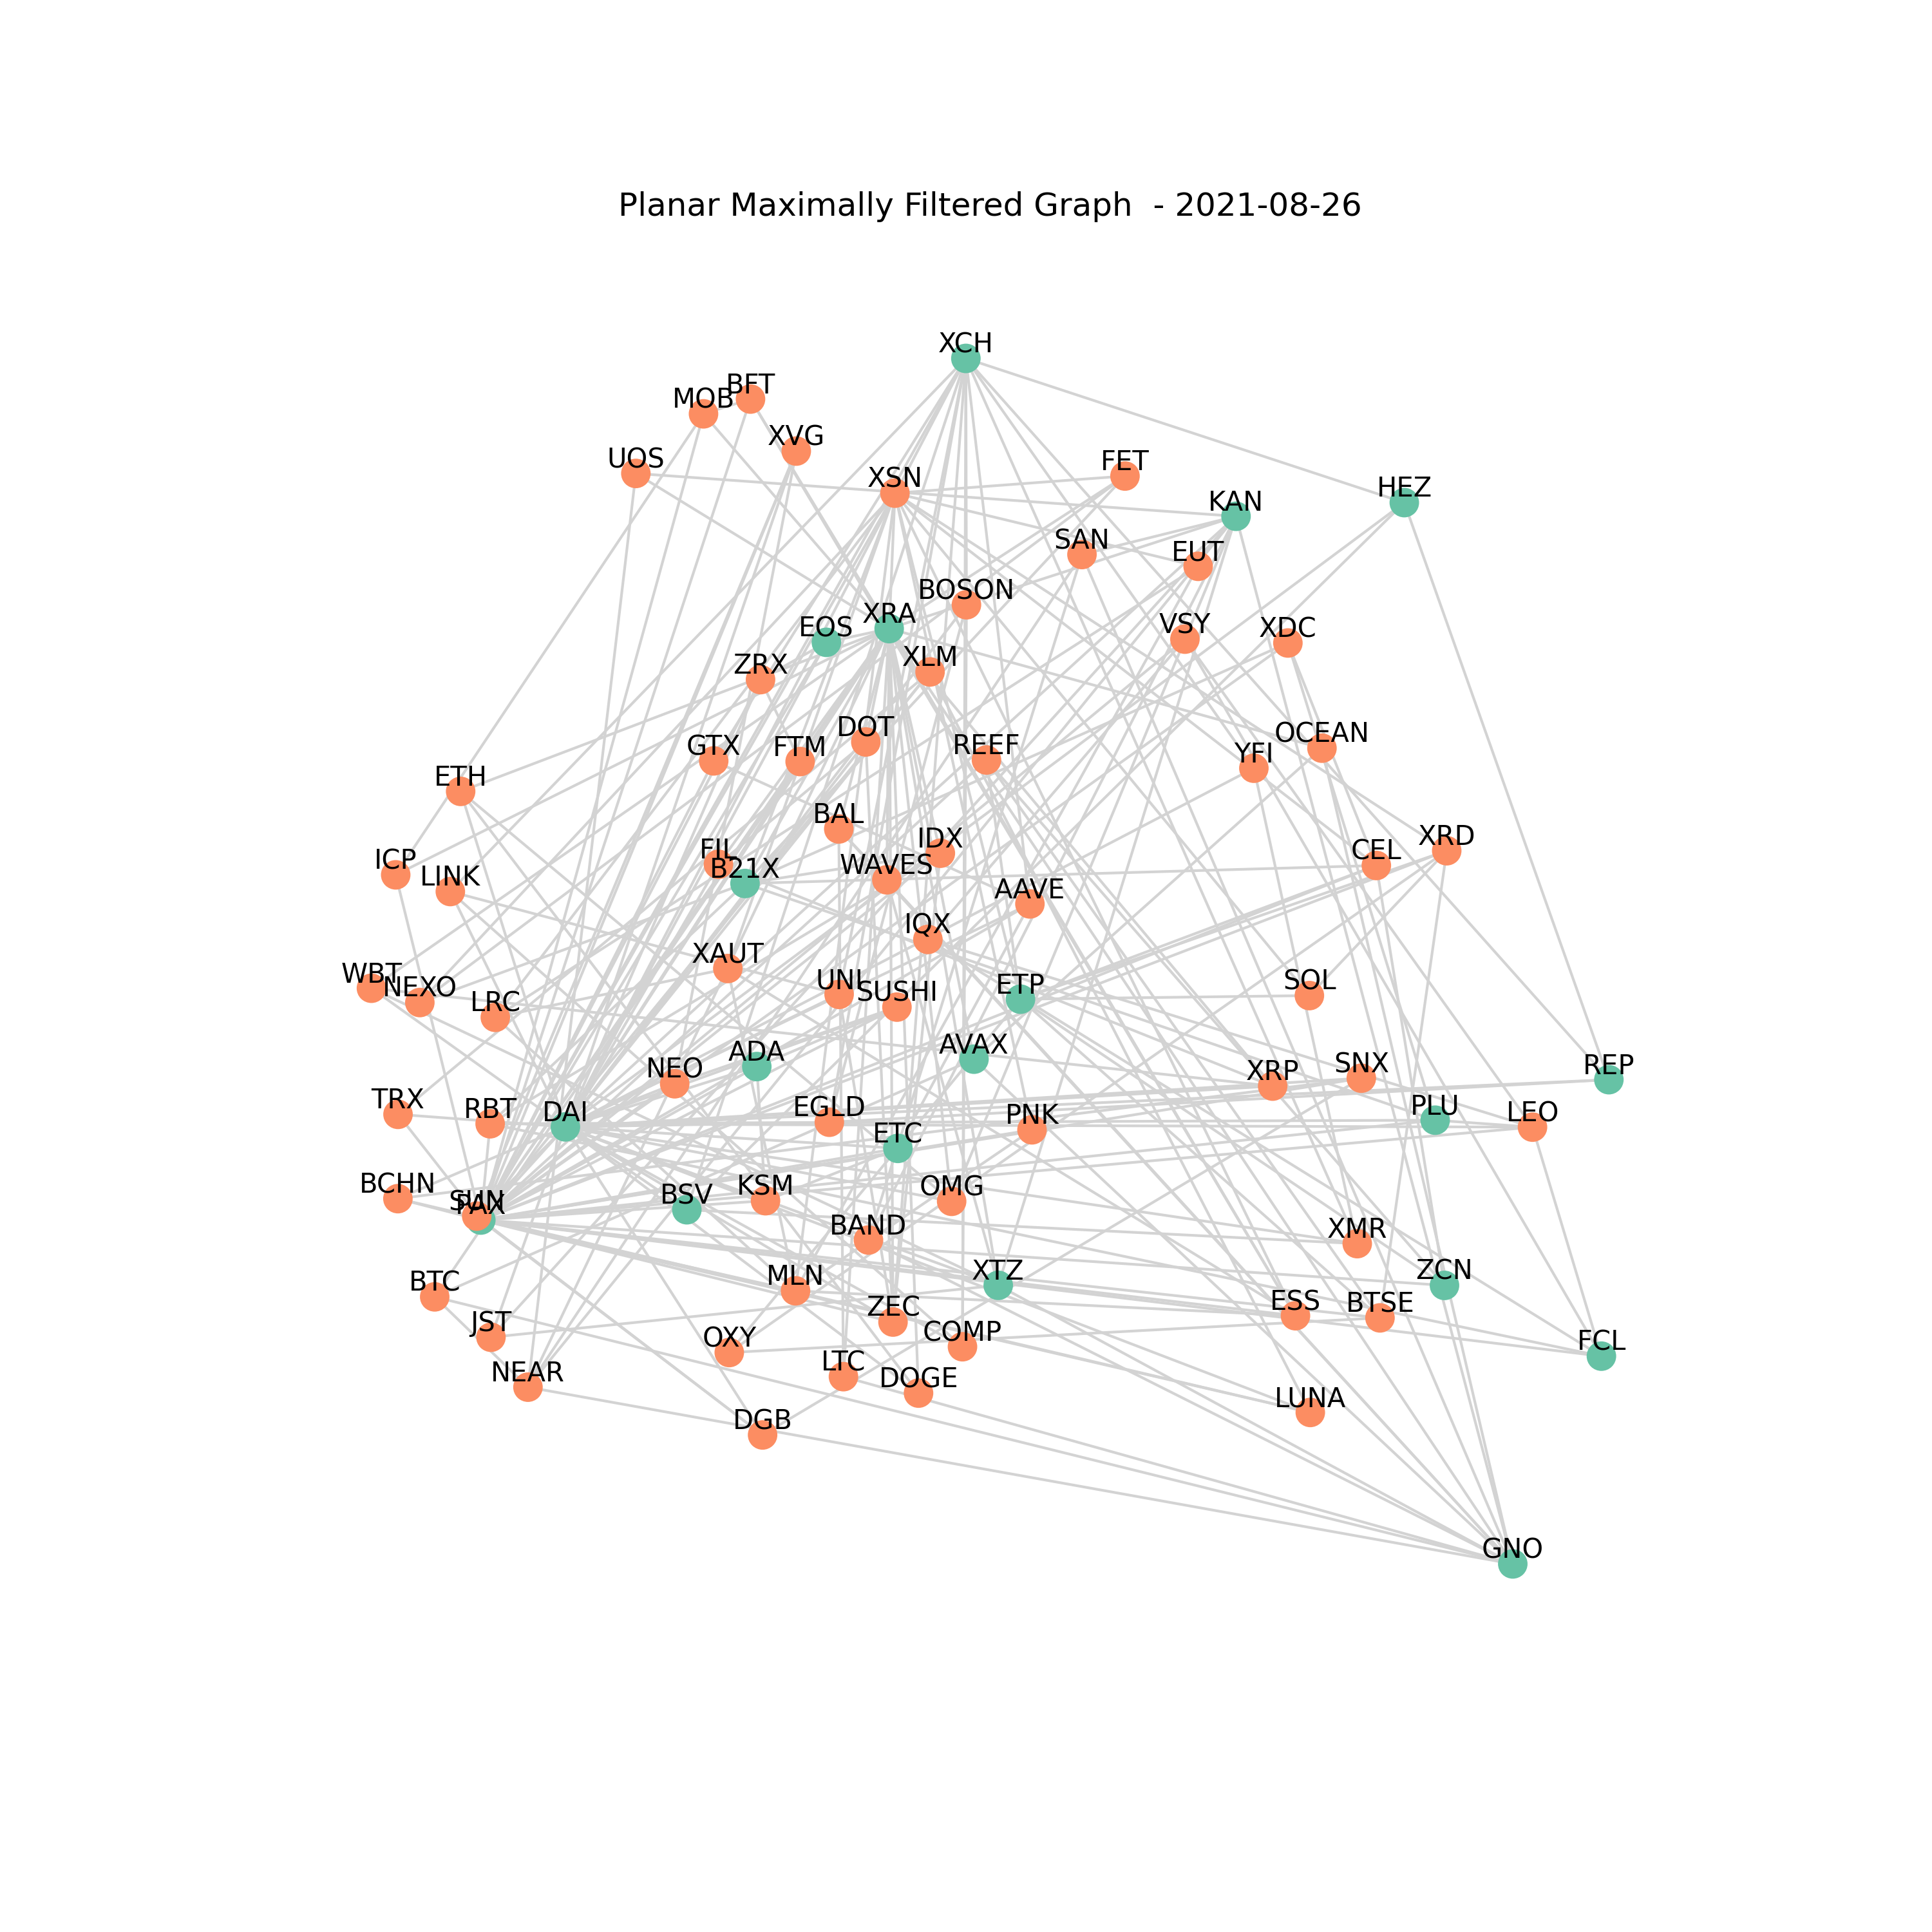 Planar Maximally Filtered Graph - 2021-08-26
XCH
BFT
MOB
XVG
UOS
FET
XSN
HEZ
KAN
SAN
EUT
BOSON
XRA
EOS
VSY
XDC
XLM
ZRX
DOT
OCEAN
GTX
FTM
REEF
YFI
ETH
BAL
IDX
XRD
FIL
CEL
ICP
B21X
WAVES
LINK
AAVE
IQX
XAUT
WBT
NEXO
UNI
ETP
SOL
SUSHI
LRC
ADA
AVAX
NEO
XRP
SNX
REP
TRX
RBT
DAI
EGLD
PNK
PLU
LEO
ETC
BCHN
SUN
PAX
BSV
KSM
OMG
BAND
XMR
BTC
MLN
XTZ
ZCN
ESS
BTSE
JST
ZEC
OXY
COMP
FCL
NEAR
LTC
DOGE
LUNA
DGB
GNO